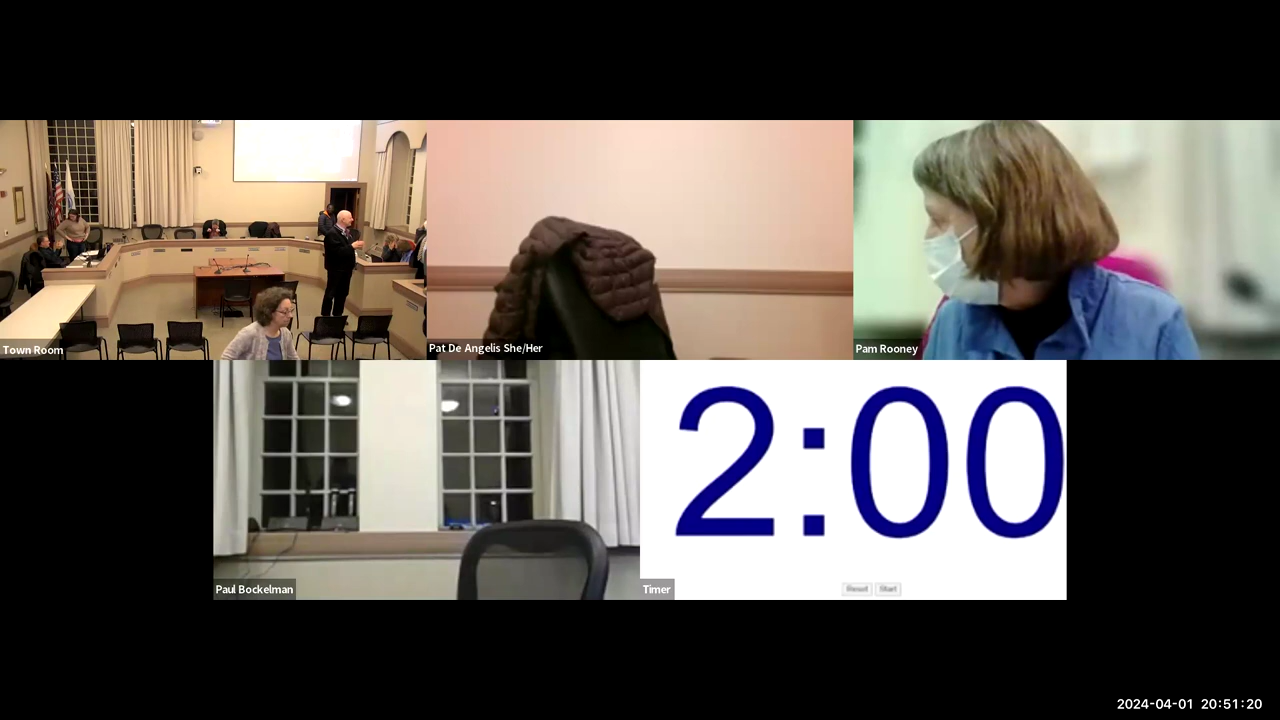 Town Room
Pat De Angelis She/Her
Pam Rooney
2:00
Reset Start
Paul Bockelman
Timer
2024-04-01 20:51:20